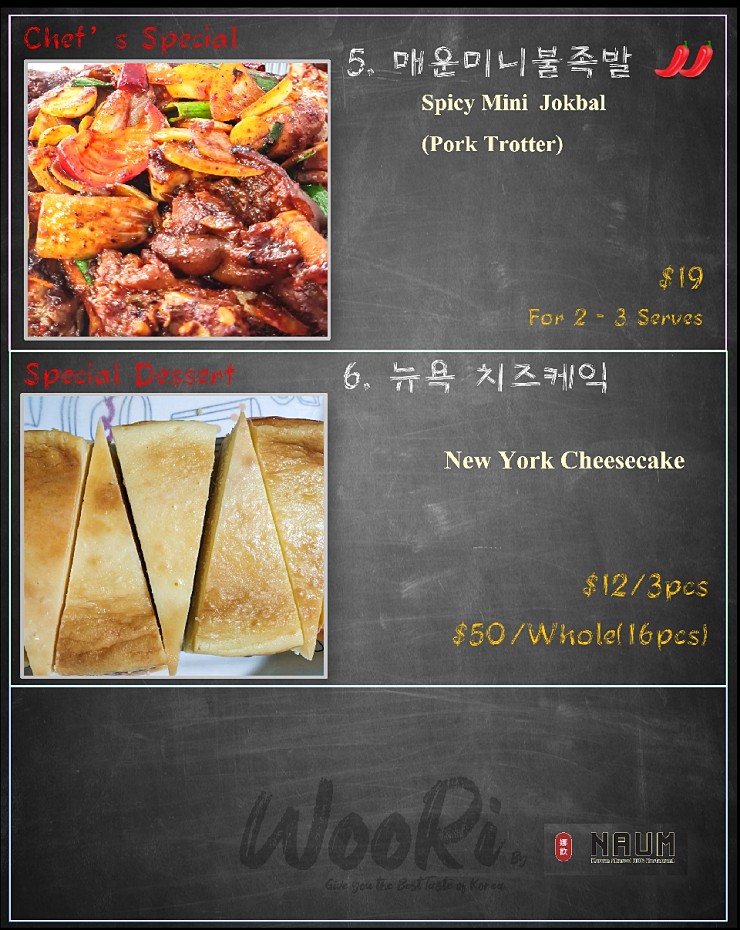 Chef's Special
5. 매운미니불족발
Spicy Mini Jokbal
(Pork Trotter)
$19
For 2 - 3 Serves
Special Dessert
6. 뉴욕 치즈케익
New York Cheesecake
$12/3pcs
$50/Whole(16pcs)
WooRi By
NAUM
Give you the Best Taste of Korea